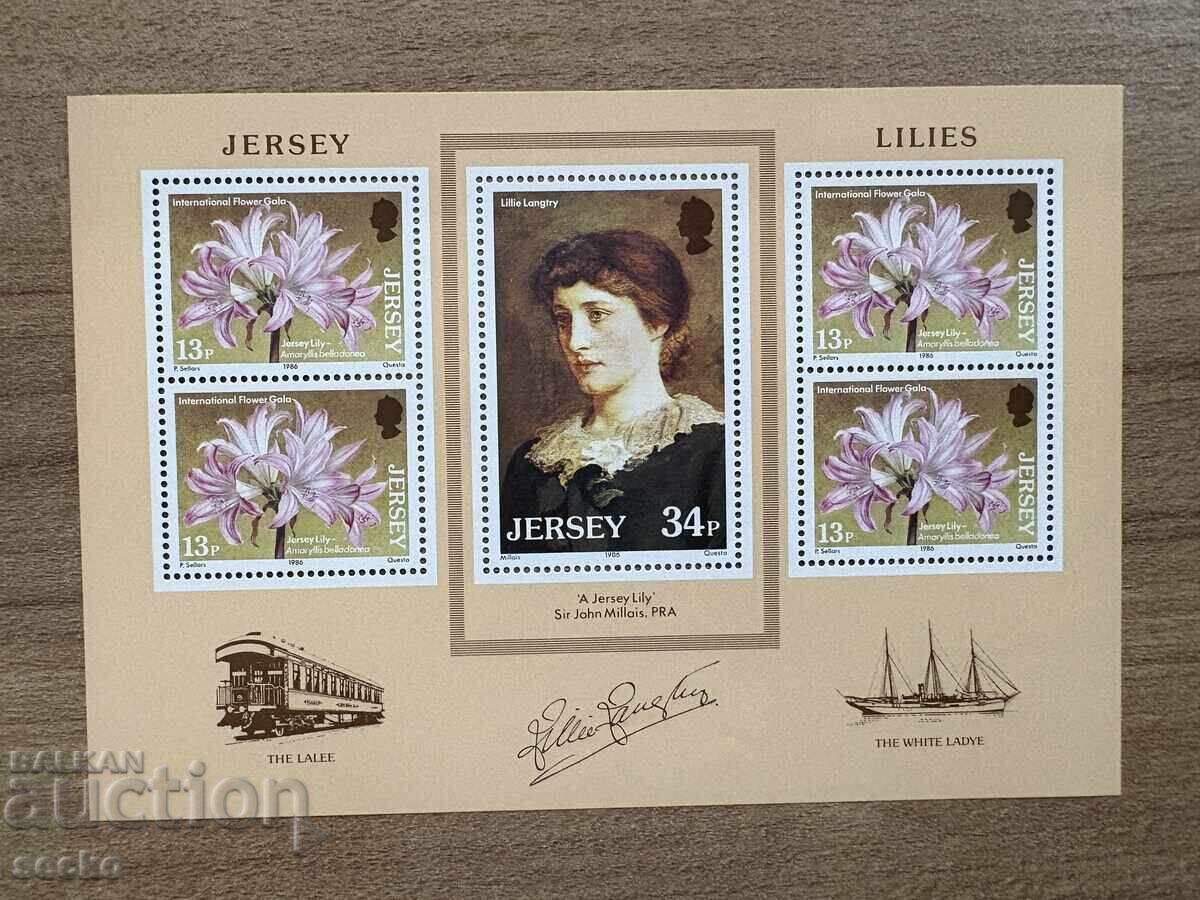 JERSEY
LILIES
International Flower Gala
JERSEY
13P
Jersey Lily–
Amaryllis belladonna
P. Sellars 1986 Questa
International Flower Gala
JERSEY
13P
Jersey Lily–
Amaryllis belladonna
P. Sellars 1986 Questa
Lillie Langtry
JERSEY 34P
Millais 1986 Questa
'A Jersey Lily'
Sir John Millais, PRA
International Flower Gala
JERSEY
13P
Jersey Lily–
Amaryllis belladonna
P. Sellars 1986 Questa
International Flower Gala
JERSEY
13P
Jersey Lily–
Amaryllis belladonna
P. Sellars 1986 Questa
THE LALEE
Lillie Langtry
THE WHITE LADYE
BALKAN
auction
secko